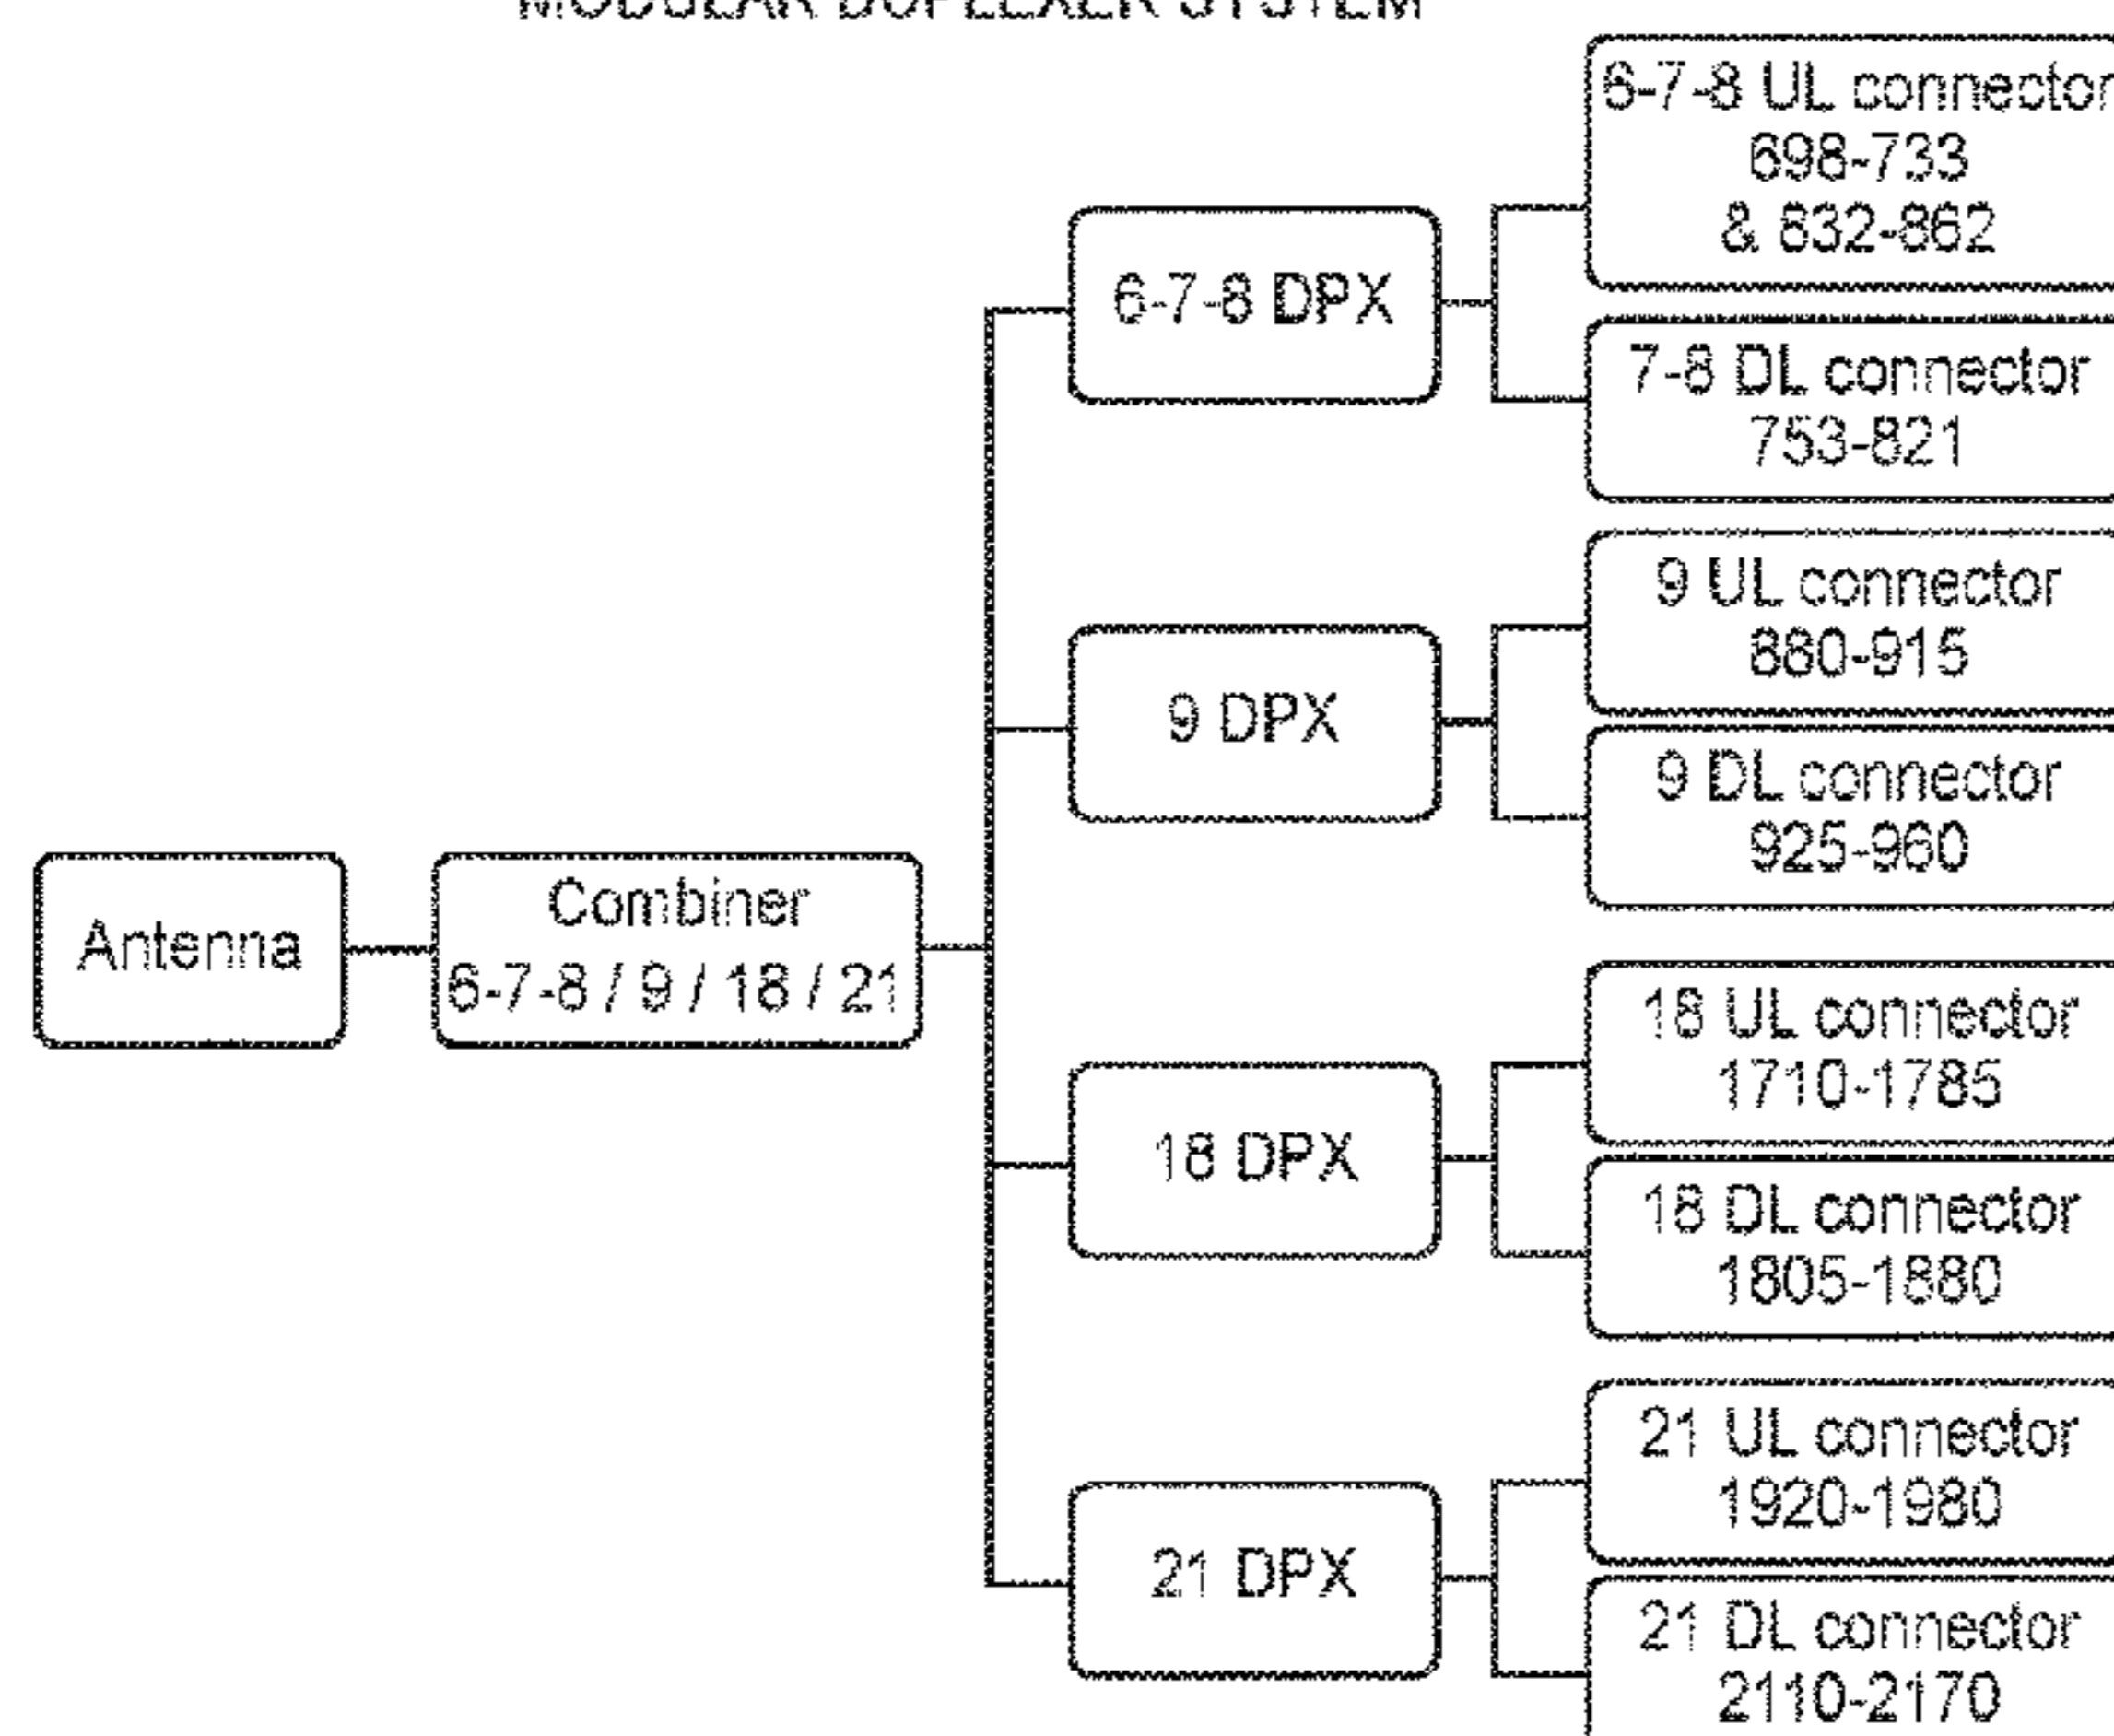 MODULAR DUPLEXER SYSTEM
Antenna
Combiner
6-7-8 / 9 / 18 / 21
6-7-8 DPX
6-7-8 UL connector
698-733
& 832-862
7-8 DL connector
753-821
9 DPX
9 UL connector
880-915
9 DL connector
925-960
18 DPX
18 UL connector
1710-1785
18 DL connector
1805-1880
21 DPX
21 UL connector
1920-1980
21 DL connector
2110-2170